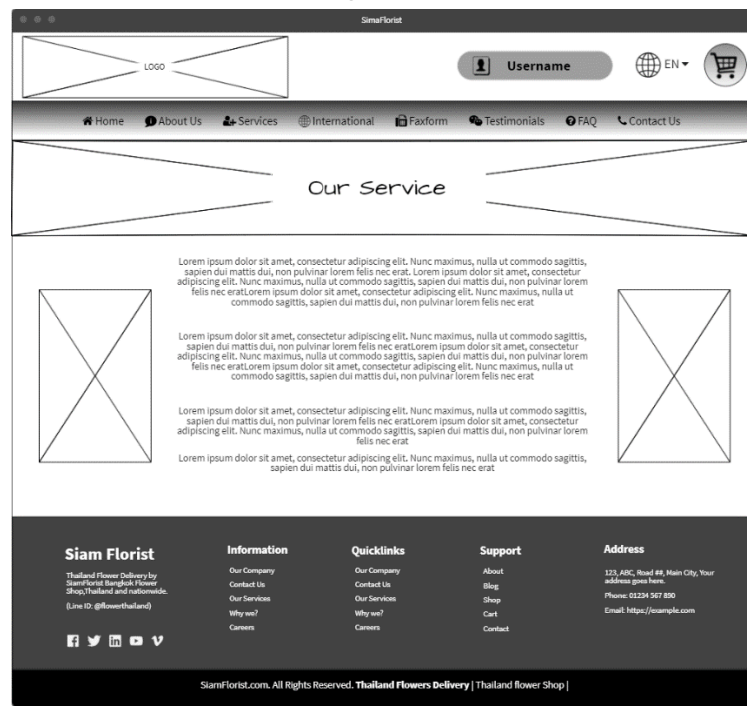 SimaFlorist
LOGO
Username
EN
Home
About Us
Services
International
Faxform
Testimonials
FAQ
Contact Us
Our Service
Lorem ipsum dolor sit amet, consectetur adipiscing elit. Nunc maximus, nulla ut commodo sagittis,
sapien dui mattis dui, non pulvinar lorem felis nec erat. Lorem ipsum dolor sit amet, consectetur
adipiscing elit. Nunc maximus, nulla ut commodo sagittis, sapien dui mattis dui, non pulvinar lorem
felis nec eratLorem ipsum dolor sit amet, consectetur adipiscing elit. Nunc maximus, nulla ut
commodo sagittis, sapien dui mattis dui, non pulvinar lorem felis nec erat
Lorem ipsum dolor sit amet, consectetur adipiscing elit. Nunc maximus, nulla ut commodo sagittis,
sapien dui mattis dui, non pulvinar lorem felis nec eratLorem ipsum dolor sit amet, consectetur
adipiscing elit. Nunc maximus, nulla ut commodo sagittis, sapien dui mattis dui, non pulvinar lorem
felis nec eratLorem ipsum dolor sit amet, consectetur adipiscing elit. Nunc maximus, nulla ut
commodo sagittis, sapien dui mattis dui, non pulvinar lorem felis nec erat
Lorem ipsum dolor sit amet, consectetur adipiscing elit. Nunc maximus, nulla ut commodo sagittis,
sapien dui mattis dui, non pulvinar lorem felis nec eratLorem ipsum dolor sit amet, consectetur
adipiscing elit. Nunc maximus, nulla ut commodo sagittis, sapien dui mattis dui, non pulvinar lorem
felis nec erat
Lorem ipsum dolor sit amet, consectetur adipiscing elit. Nunc maximus, nulla ut commodo sagittis,
sapien dui mattis dui, non pulvinar lorem felis nec erat
Siam Florist
Thailand Flower Delivery by
SiamFlorist Bangkok Flower
Shop,Thailand and nationwide.
(Line ID: @flowerthailand)
Information
Our Company
Contact Us
Our Services
Why we?
Careers
Quicklinks
Our Company
Contact Us
Our Services
Why we?
Careers
Support
About
Blog
Shop
Cart
Contact
Address
123, ABC, Road ##, Main City, Your
address goes here.
Phone: 01234 567 890
Email: https://example.com
SiamFlorist.com. All Rights Reserved. Thailand Flowers Delivery | Thailand flower Shop |